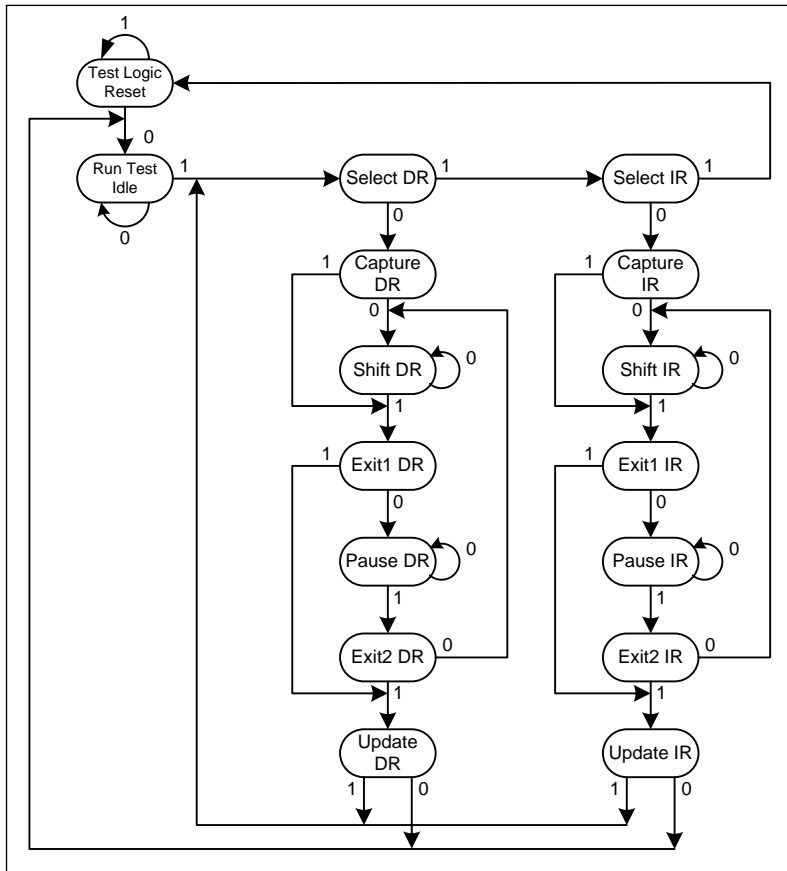 1
Test Logic
Reset
0
Run Test
Idle
1
0
Select DR
1
Select IR
1
0
0
1
Capture
DR
1
Capture
IR
0
0
Shift DR
0
Shift IR
0
1
1
1
Exit1 DR
1
Exit1 IR
0
0
Pause DR
0
Pause IR
0
1
1
Exit2 DR
0
Exit2 IR
0
1
1
Update
DR
Update IR
1
0
1
0